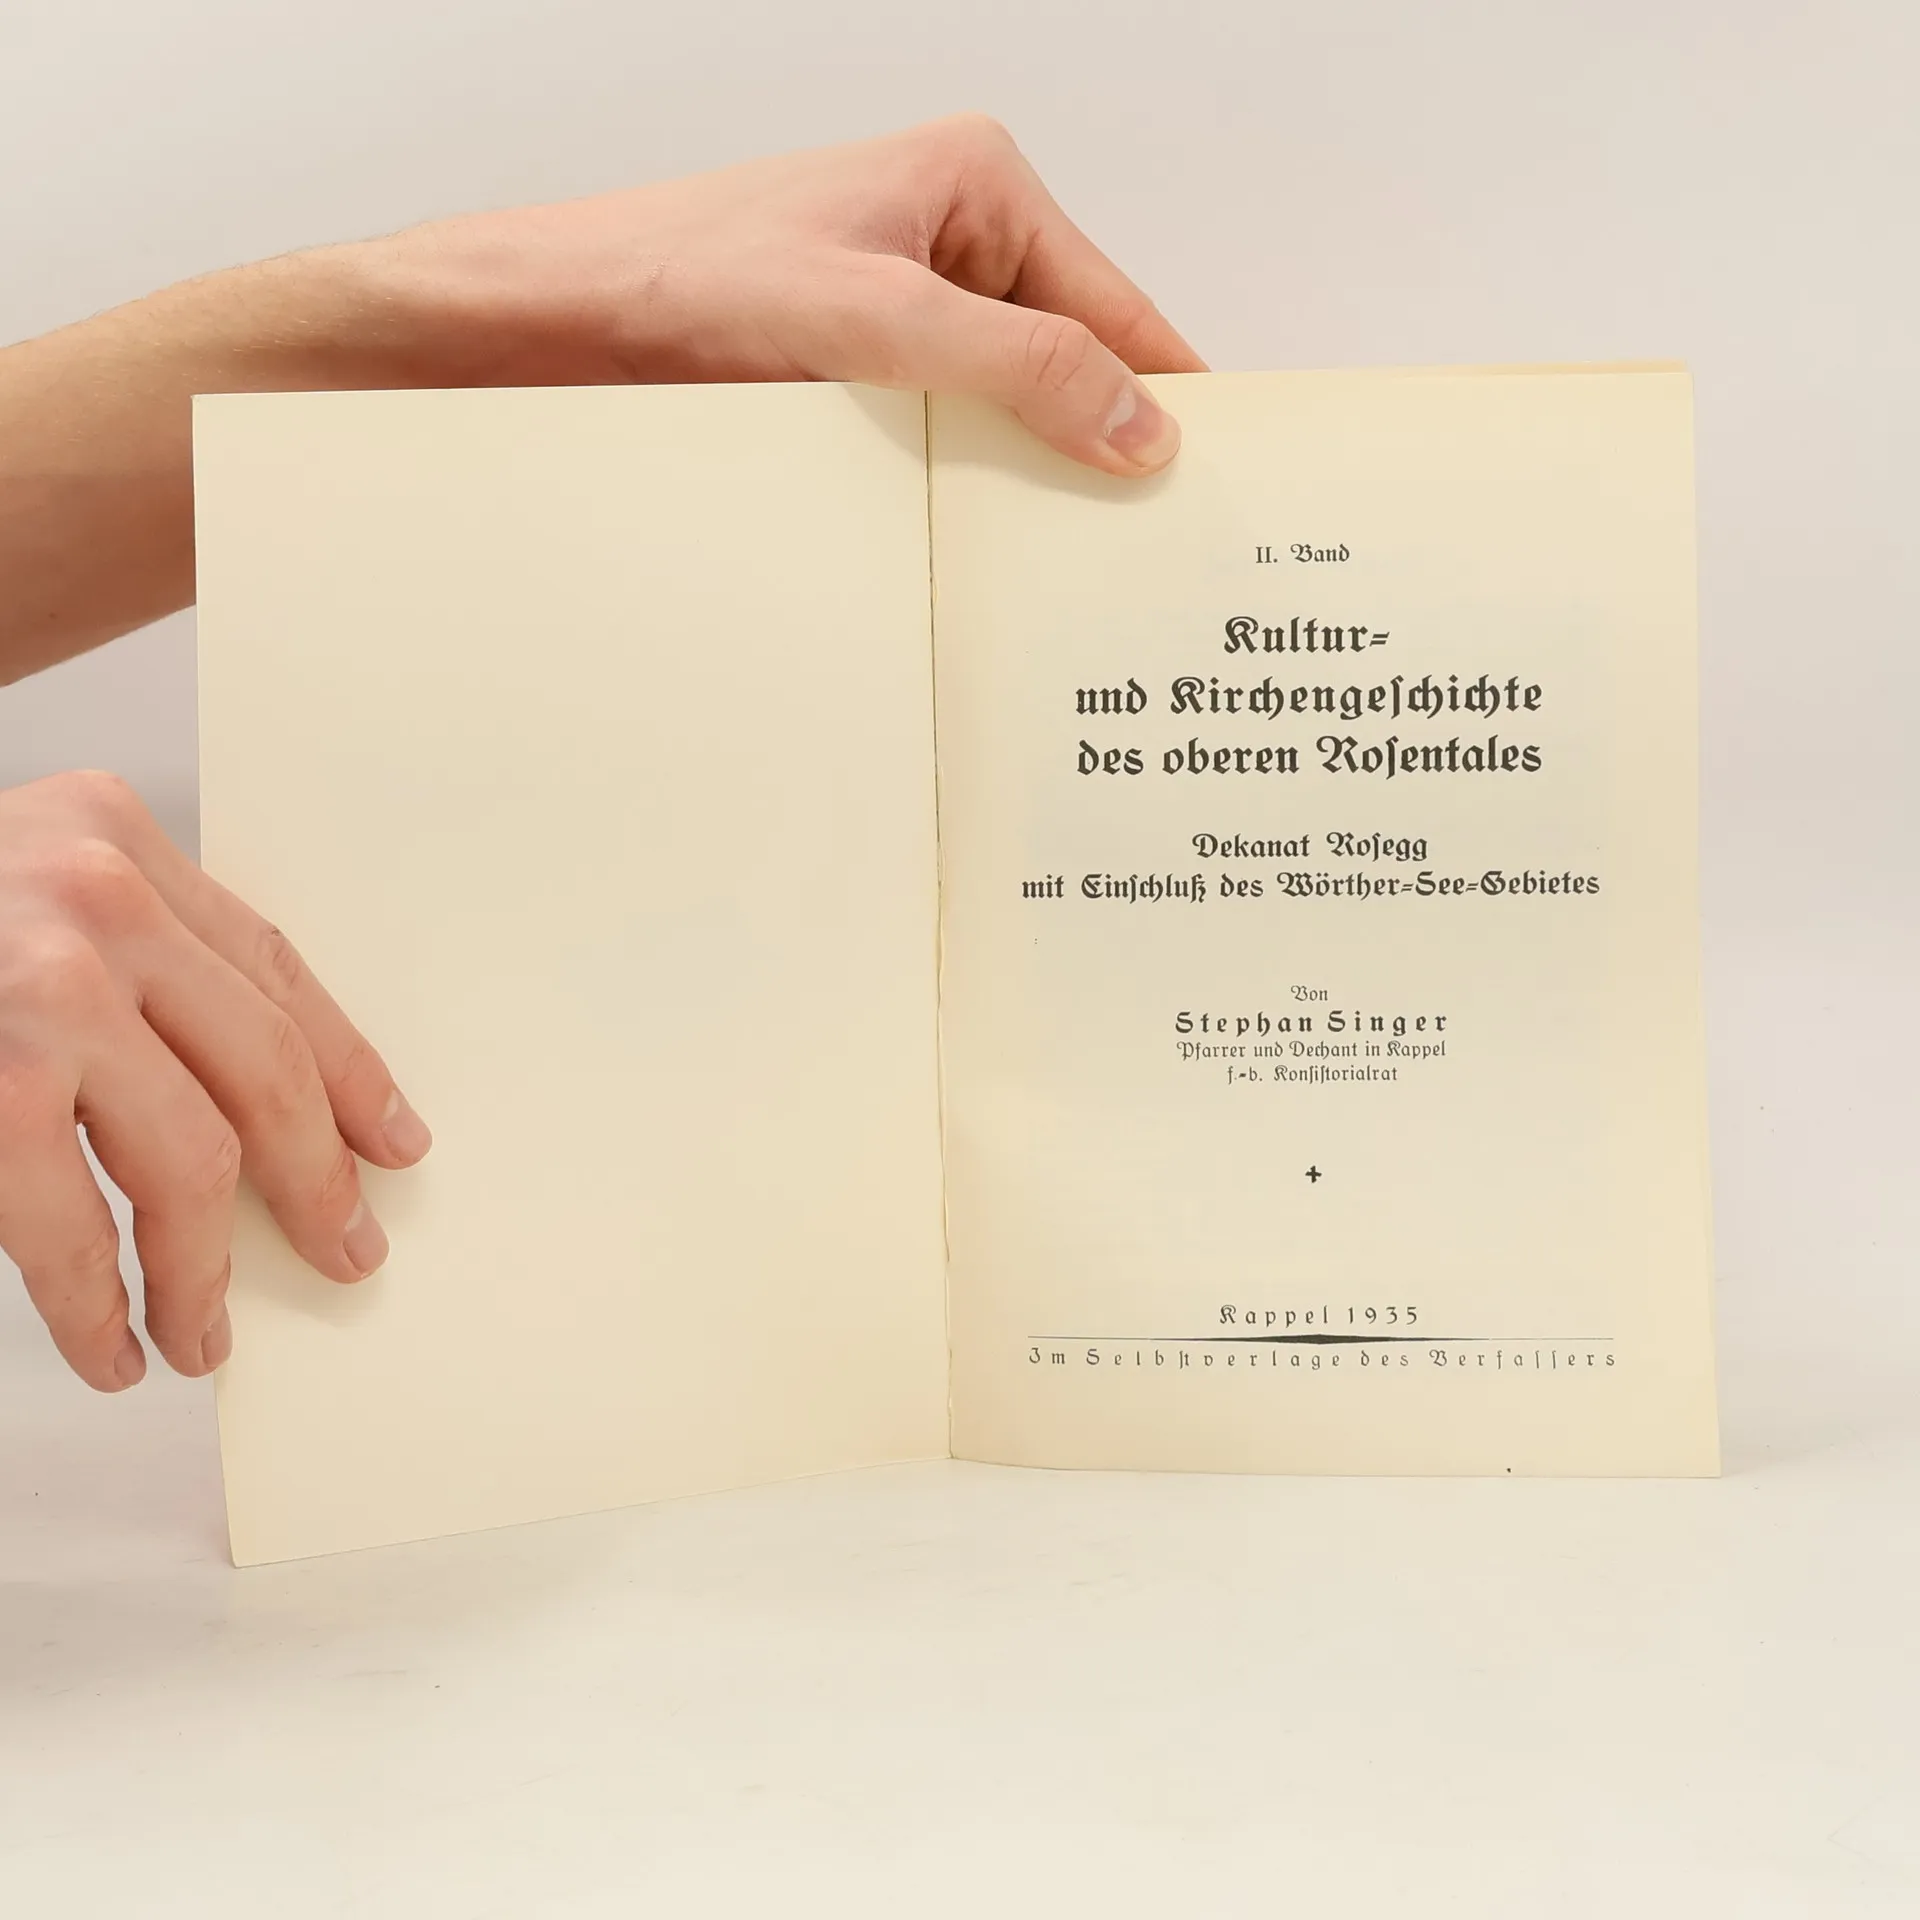 II. Band
Kultur-
und Kirchengeschichte
des oberen Rosentales
Dekanat Rosegg
mit Einschluß des Wörther-See-Gebietes
Von
Stephan Singer
Pfarrer und Dechant in Kappel
f.-b. Konsistorialrat
Kappel 1935
Im Selbstverlage des Verfassers